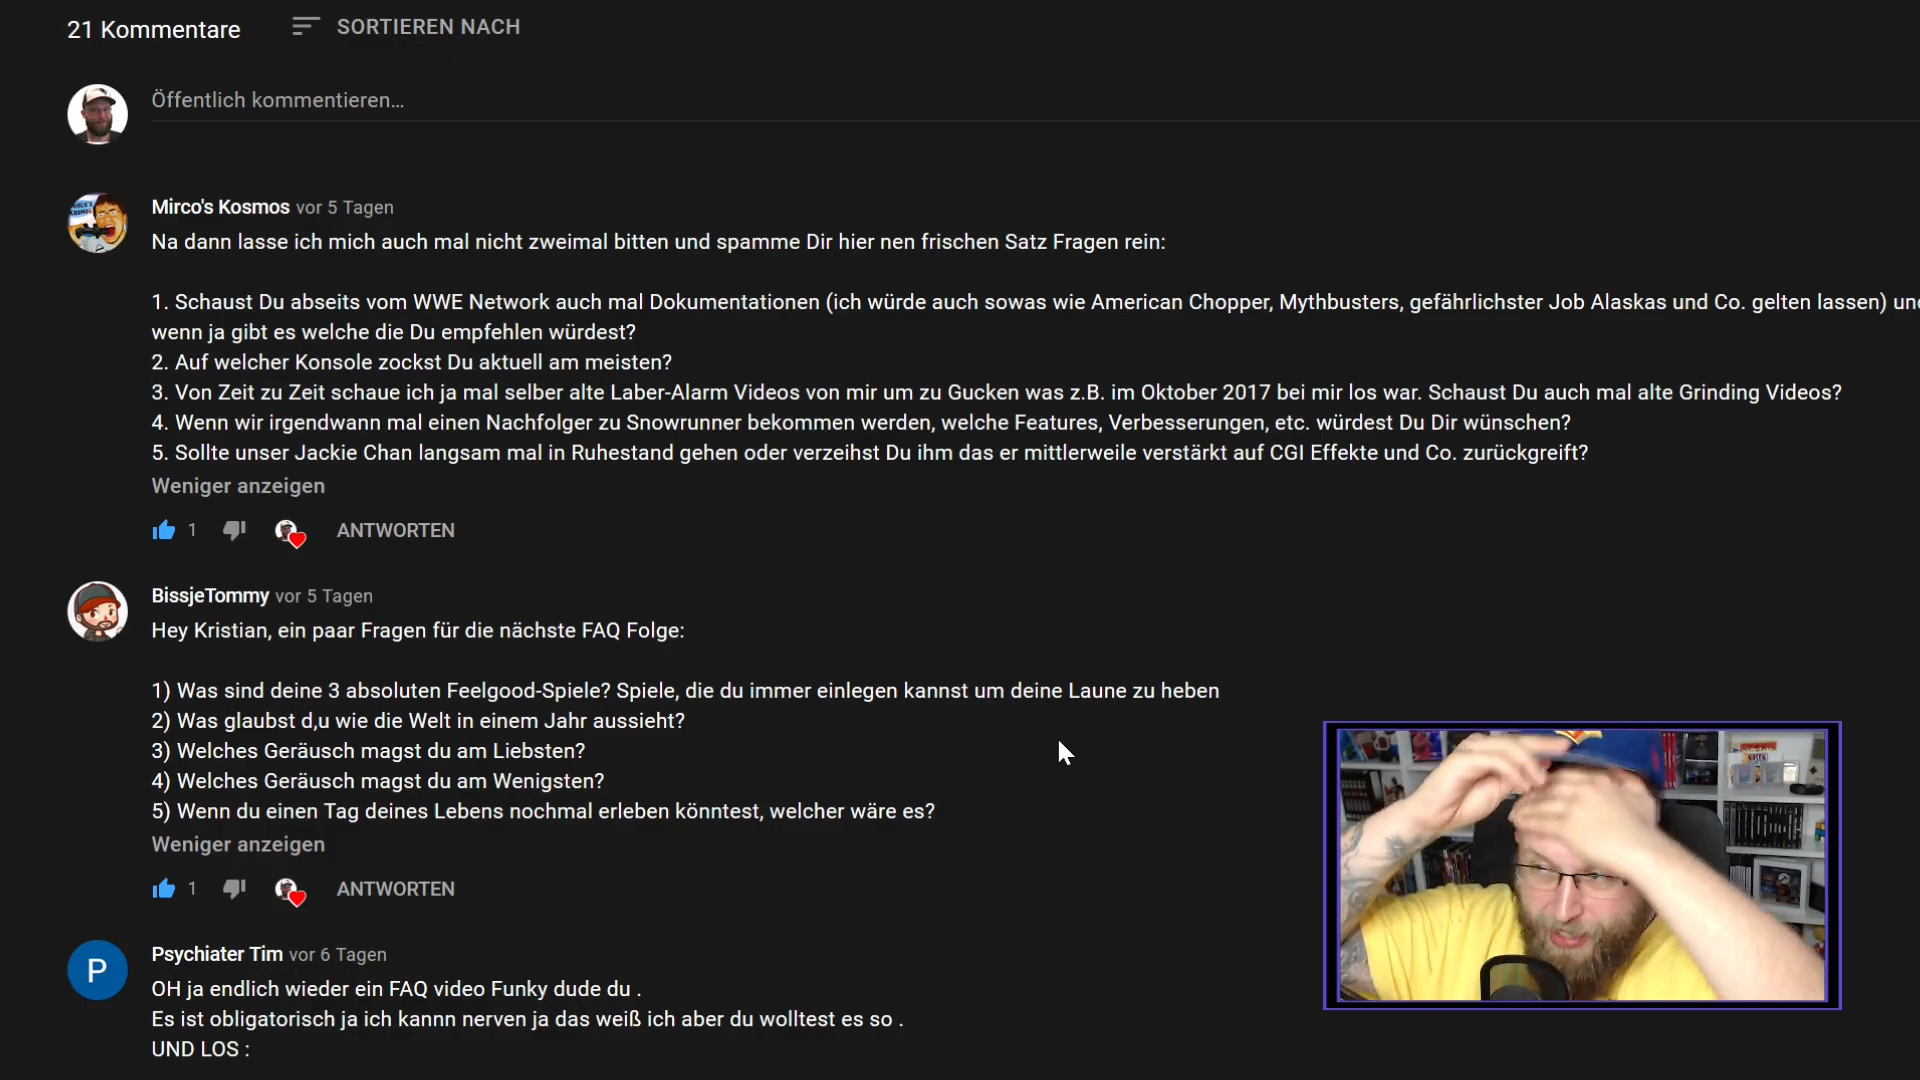 21 Kommentare
SORTIEREN NACH
Öffentlich kommentieren...
Mirco's Kosmos vor 5 Tagen
Na dann lasse ich mich auch mal nicht zweimal bitten und spamme Dir hier nen frischen Satz Fragen rein:
1. Schaust Du abseits vom WWE Network auch mal Dokumentationen (ich würde auch sowas wie American Chopper, Mythbusters, gefährlichster Job Alaskas und Co. gelten lassen)
wenn ja gibt es welche die Du empfehlen würdest?
2. Auf welcher Konsole zockst Du aktuell am meisten?
3. Von Zeit zu Zeit schaue ich ja mal selber alte Laber-Alarm Videos von mir um zu Gucken was z.B. im Oktober 2017 bei mir los war. Schaust Du auch mal alte Grinding Videos?
4. Wenn wir irgendwann mal einen Nachfolger zu Snowrunner bekommen werden, welche Features, Verbesserungen, etc. würdest Du Dir wünschen?
5. Sollte unser Jackie Chan langsam mal in Ruhestand gehen oder verzeihst Du ihm das er mittlerweile verstärkt auf CGI Effekte und Co. zurückgreift?
Weniger anzeigen
1 ANTWORTEN
BissjeTommy vor 5 Tagen
Hey Kristian, ein paar Fragen für die nächste FAQ Folge:
1) Was sind deine 3 absoluten Feelgood-Spiele? Spiele, die du immer einlegen kannst um deine Laune zu heben
2) Was glaubst d,u wie die Welt in einem Jahr aussieht?
3) Welches Geräusch magst du am Liebsten?
4) Welches Geräusch magst du am Wenigsten?
5) Wenn du einen Tag deines Lebens nochmal erleben könntest, welcher wäre es?
Weniger anzeigen
1 ANTWORTEN
P
Psychiater Tim vor 6 Tagen
OH ja endlich wieder ein FAQ video Funky dude du .
Es ist obligatorisch ja ich kannn nerven ja das weiß ich aber du wolltest es so .
UND LOS :